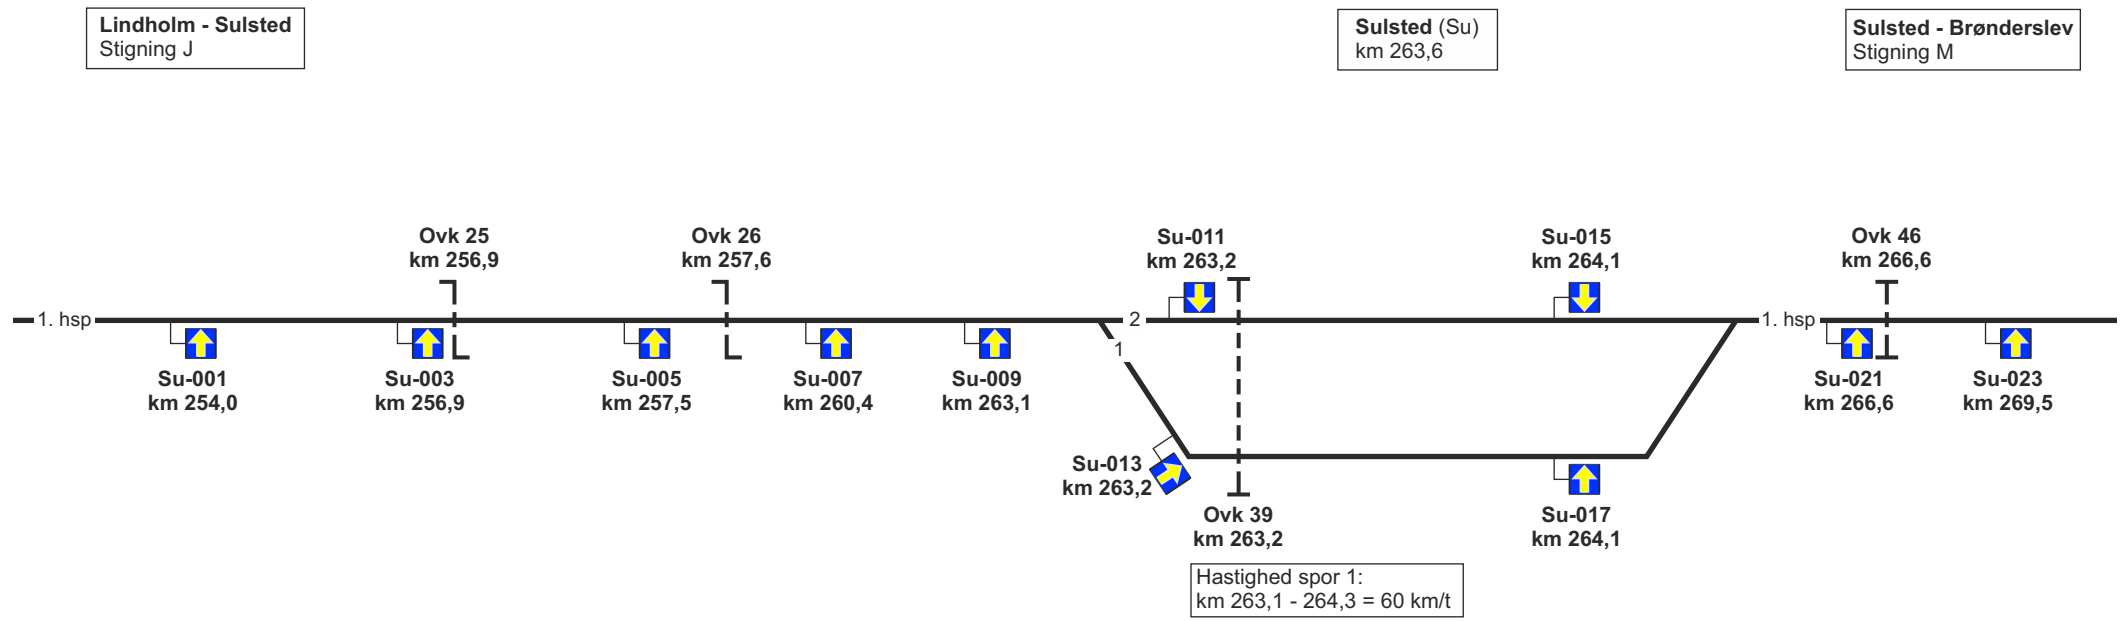 Lindholm - Sulsted
Stigning J
Sulsted (Su)
km 263,6
Sulsted - Brønderslev
Stigning M
Ovk 25
km 256,9
Ovk 26
km 257,6
Su-011
km 263,2
Su-015
km 264,1
Ovk 46
km 266,6
1. hsp
2
1. hsp
1
Su-001
km 254,0
Su-003
km 256,9
Su-005
km 257,5
Su-007
km 260,4
Su-009
km 263,1
Su-021
km 266,6
Su-023
km 269,5
Su-013
km 263,2
Ovk 39
km 263,2
Su-017
km 264,1
Hastighed spor 1:
km 263,1 - 264,3 = 60 km/t